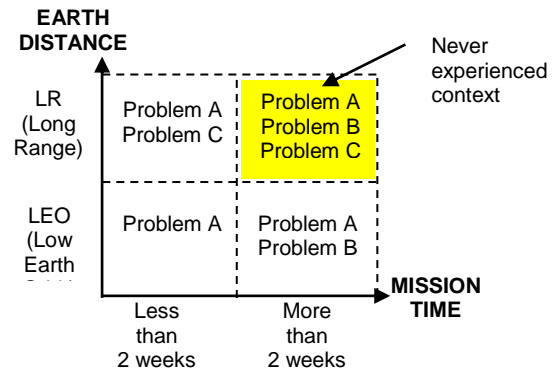 EARTH
DISTANCE
Never
experienced
context
LR
(Long
Range)
Problem A
Problem C
Problem A
Problem B
Problem C
LEO
(Low
Earth
Problem A
Problem A
Problem B
MISSION
TIME
Less
than
2 weeks
More
than
2 weeks